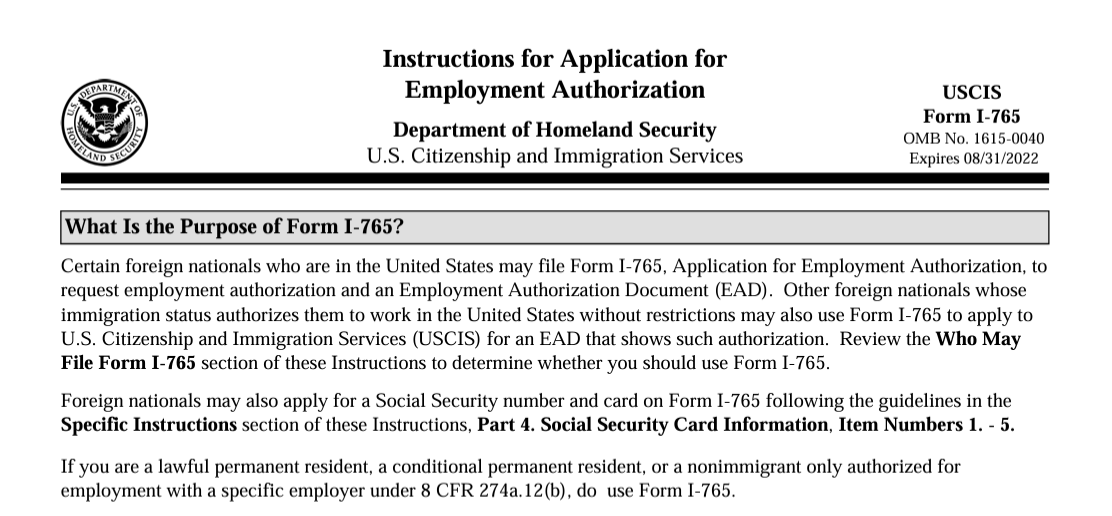 Instructions for Application for
Employment Authorization
Department of Homeland Security
U.S. Citizenship and Immigration Services
USCIS
Form I-765
OMB No. 1615-0040
Expires 08/31/2022
U.S. DEPARTMENT OF
HOMELAND SECURITY
What Is the Purpose of Form I-765?
Certain foreign nationals who are in the United States may file Form I-765, Application for Employment Authorization, to
request employment authorization and an Employment Authorization Document (EAD).  Other foreign nationals whose
immigration status authorizes them to work in the United States without restrictions may also use Form I-765 to apply to
U.S. Citizenship and Immigration Services (USCIS) for an EAD that shows such authorization.  Review the Who May
File Form I-765 section of these Instructions to determine whether you should use Form I-765.
Foreign nationals may also apply for a Social Security number and card on Form I-765 following the guidelines in the
Specific Instructions section of these Instructions, Part 4. Social Security Card Information, Item Numbers 1. - 5.
If you are a lawful permanent resident, a conditional permanent resident, or a nonimmigrant only authorized for
employment with a specific employer under 8 CFR 274a.12(b), do  use Form I-765.